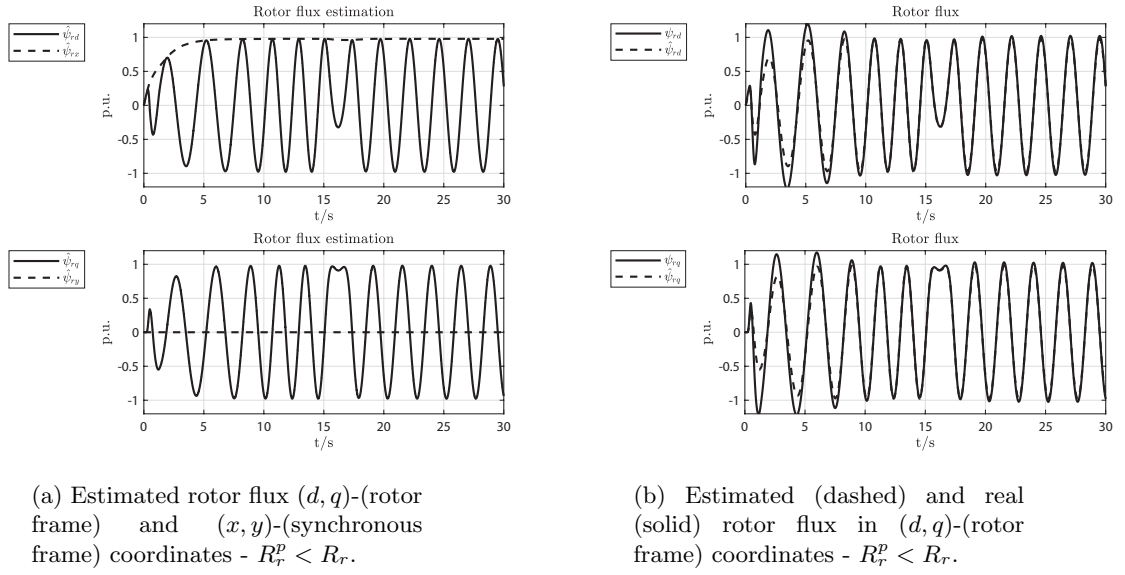 Rotor flux estimation
ψ̂rd
ψ̂rx
p.u.
1
0.5
0
-0.5
-1
0 5 10 15 20 25 30
t/s
Rotor flux estimation
ψ̂rq
ψ̂ry
p.u.
1
0.5
0
-0.5
-1
0 5 10 15 20 25 30
t/s
(a) Estimated rotor flux (d, q)-(rotor
frame) and (x, y)-(synchronous
frame) coordinates - R_r^p < R_r.
Rotor flux
ψrd
ψ̂rd
p.u.
1
0.5
0
-0.5
-1
0 5 10 15 20 25 30
t/s
Rotor flux
ψrq
ψ̂rq
p.u.
1
0.5
0
-0.5
-1
0 5 10 15 20 25 30
t/s
(b) Estimated (dashed) and real
(solid) rotor flux in (d, q)-(rotor
frame) coordinates - R_r^p < R_r.